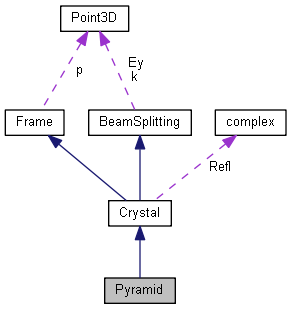 Point3D
p
Ey
k
Frame
BeamSplitting
complex
Refl
Crystal
Pyramid